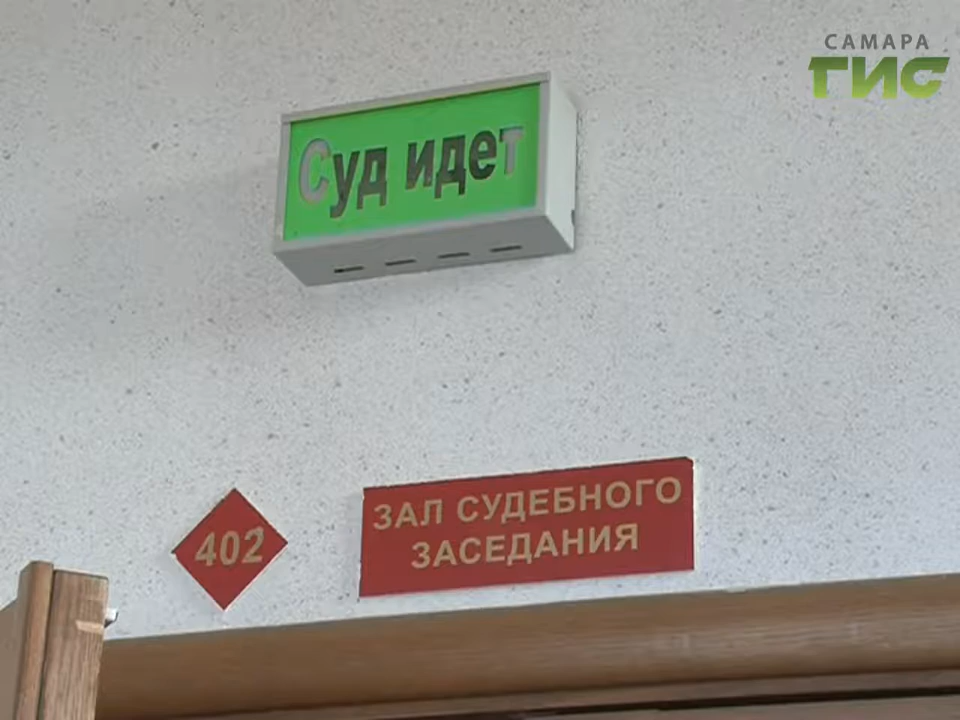 САМАРА
ГИС
Суд идет
402
ЗАЛ СУДЕБНОГО
ЗАСЕДАНИЯ